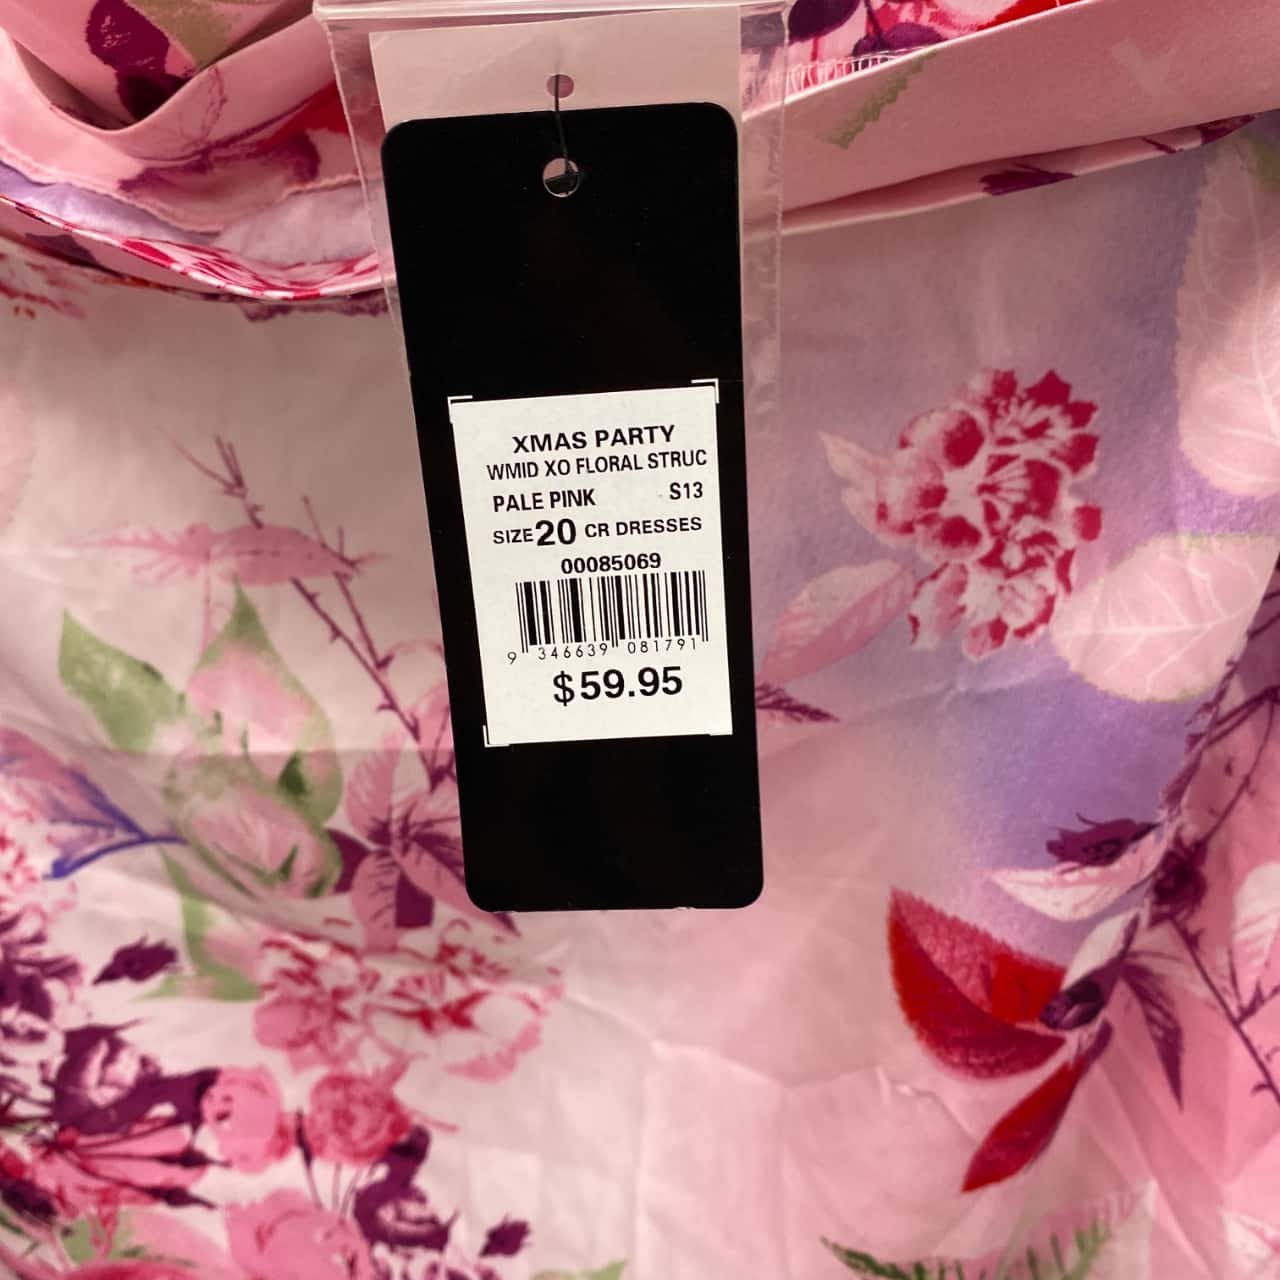 XMAS PARTY
WMID XO FLORAL STRUC
PALE PINK S13
SIZE 20 CR DRESSES
00085069
9 346639 081791
$59.95